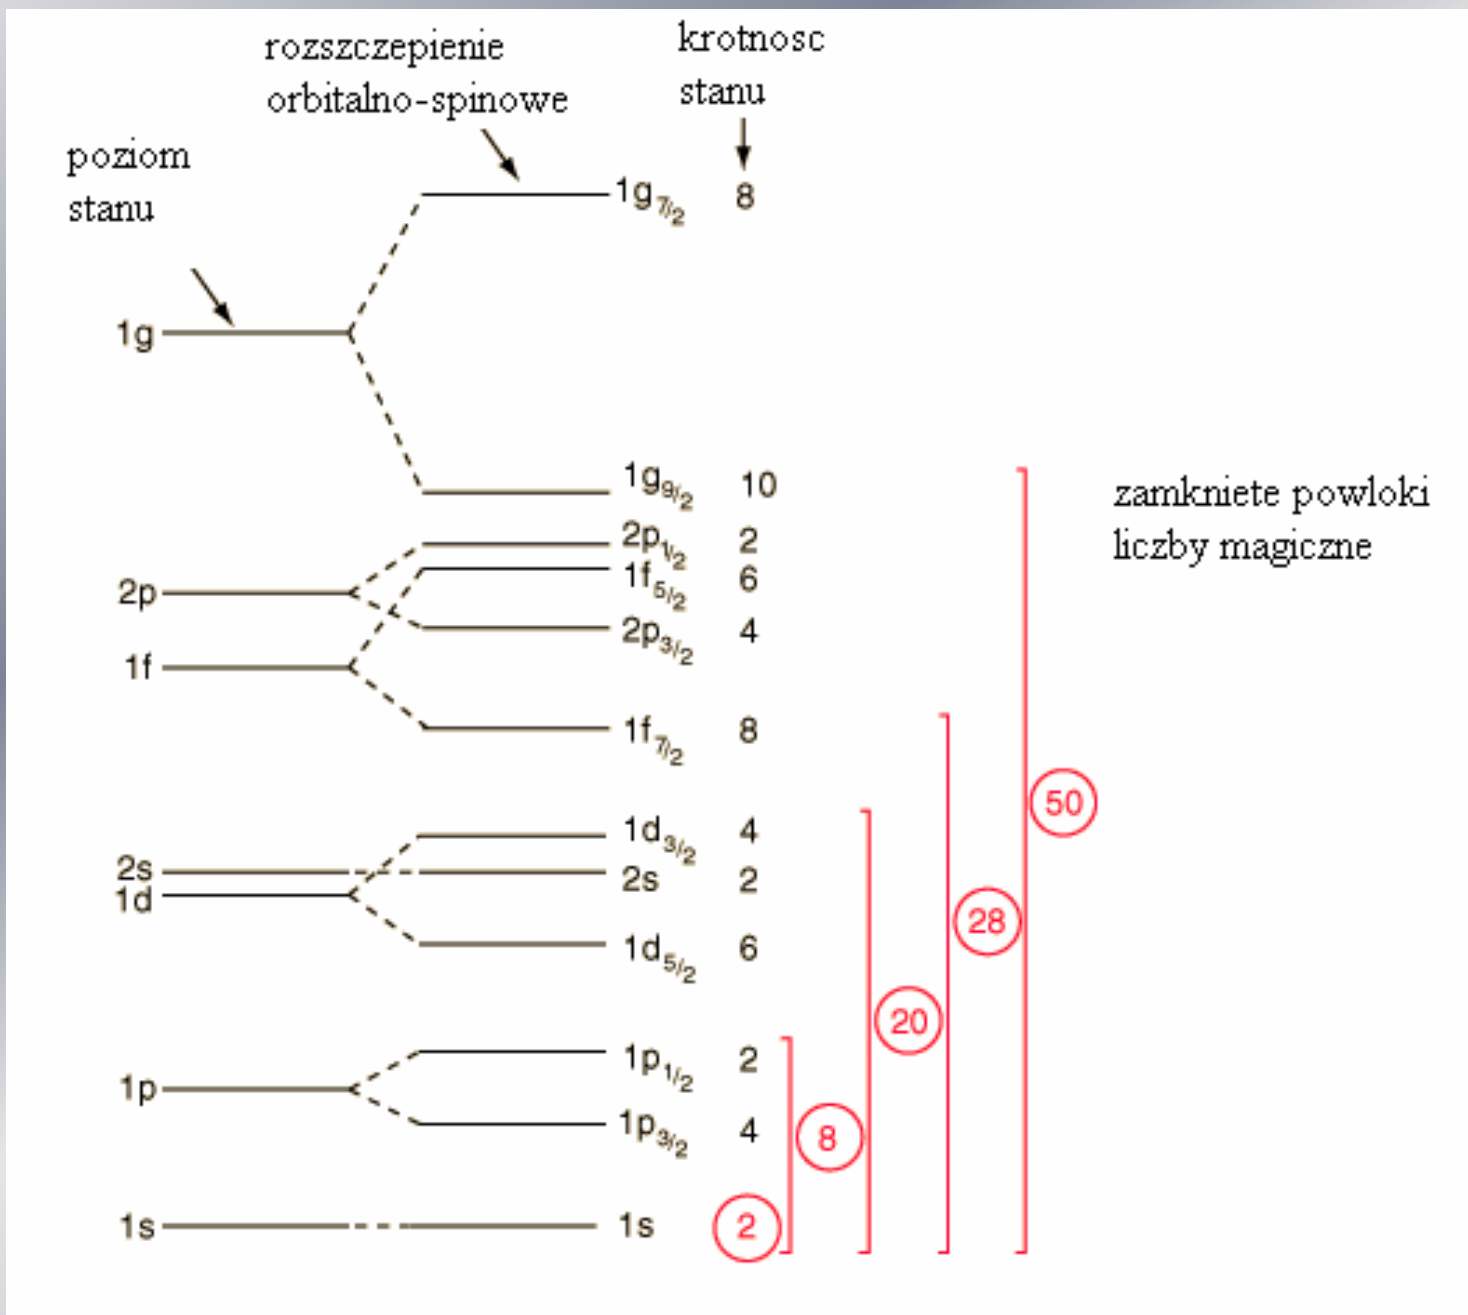 rozszczepienie
orbitalno-spinowe
krotnosc
stanu
poziom
stanu
1g7/2 8
1g
1g9/2 10
zamkniete powloki
liczby magiczne
2p1/2 2
1f5/2 6
2p
2p3/2 4
1f
1f7/2 8
50
1d3/2 4
2s
2s 2
1d
28
1d5/2 6
20
1p1/2 2
1p
1p3/2 4
8
1s
1s 2